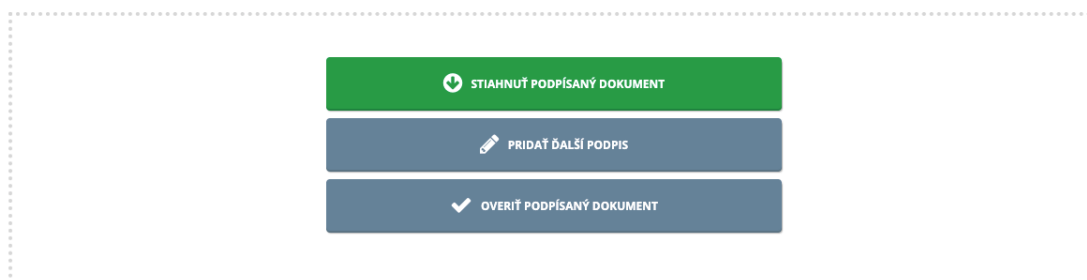 STIAHNUŤ PODPÍSANÝ DOKUMENT
PRIDAŤ ĎALŠÍ PODPIS
OVERIŤ PODPÍSANÝ DOKUMENT